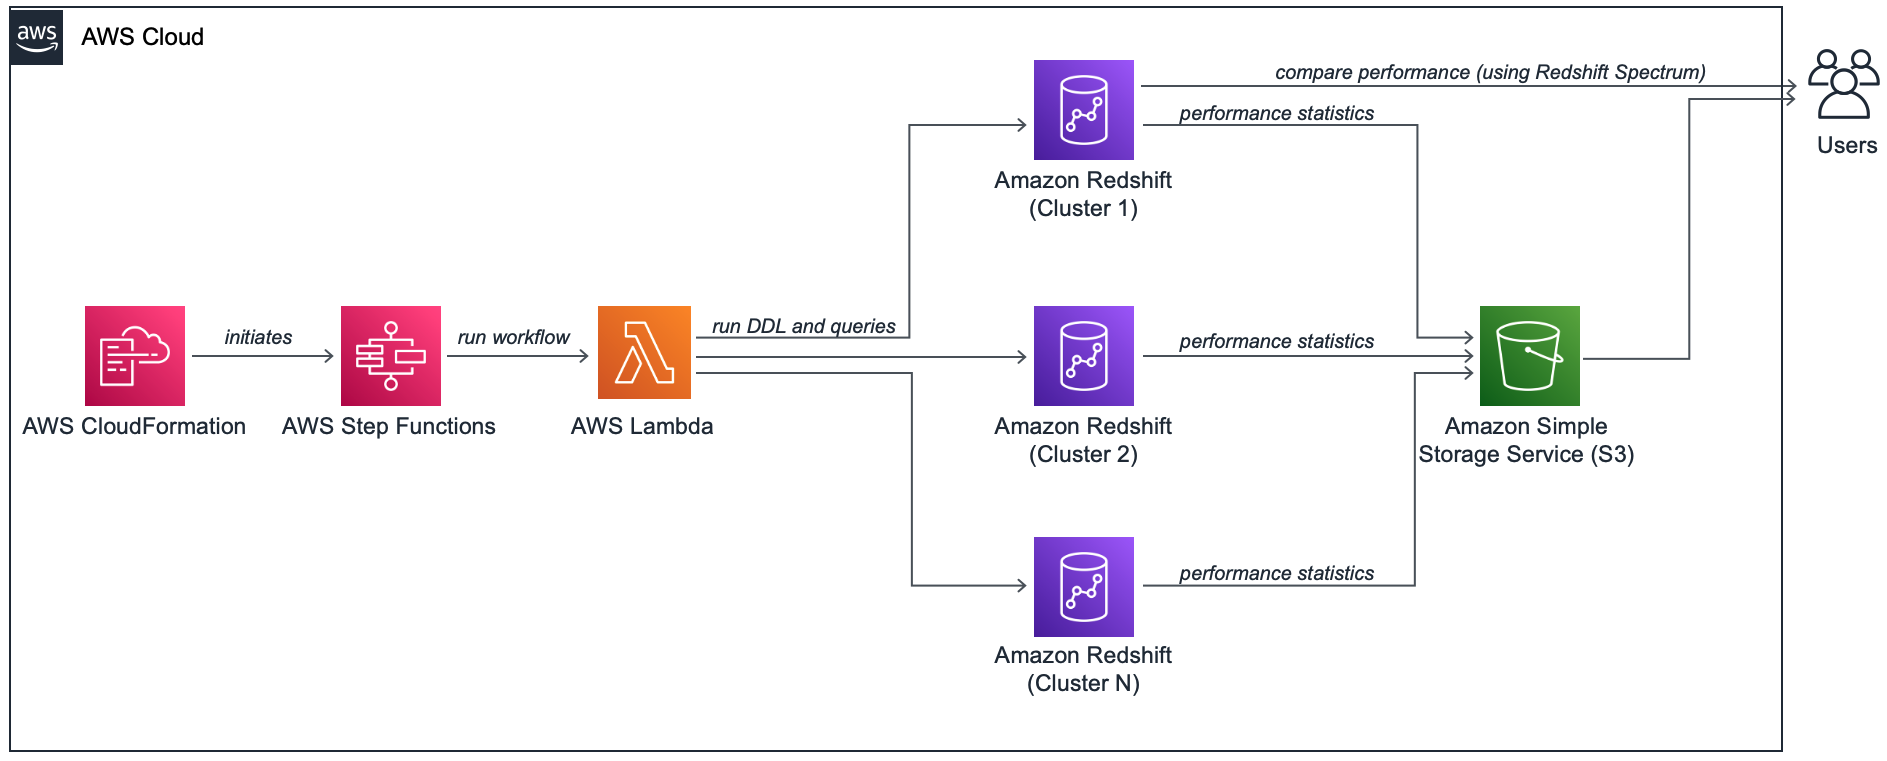 aws
AWS Cloud
compare performance (using Redshift Spectrum)
performance statistics
Users
Amazon Redshift
(Cluster 1)
initiates
run workflow
run DDL and queries
performance statistics
AWS CloudFormation
AWS Step Functions
AWS Lambda
Amazon Redshift
(Cluster 2)
Amazon Simple
Storage Service (S3)
performance statistics
Amazon Redshift
(Cluster N)